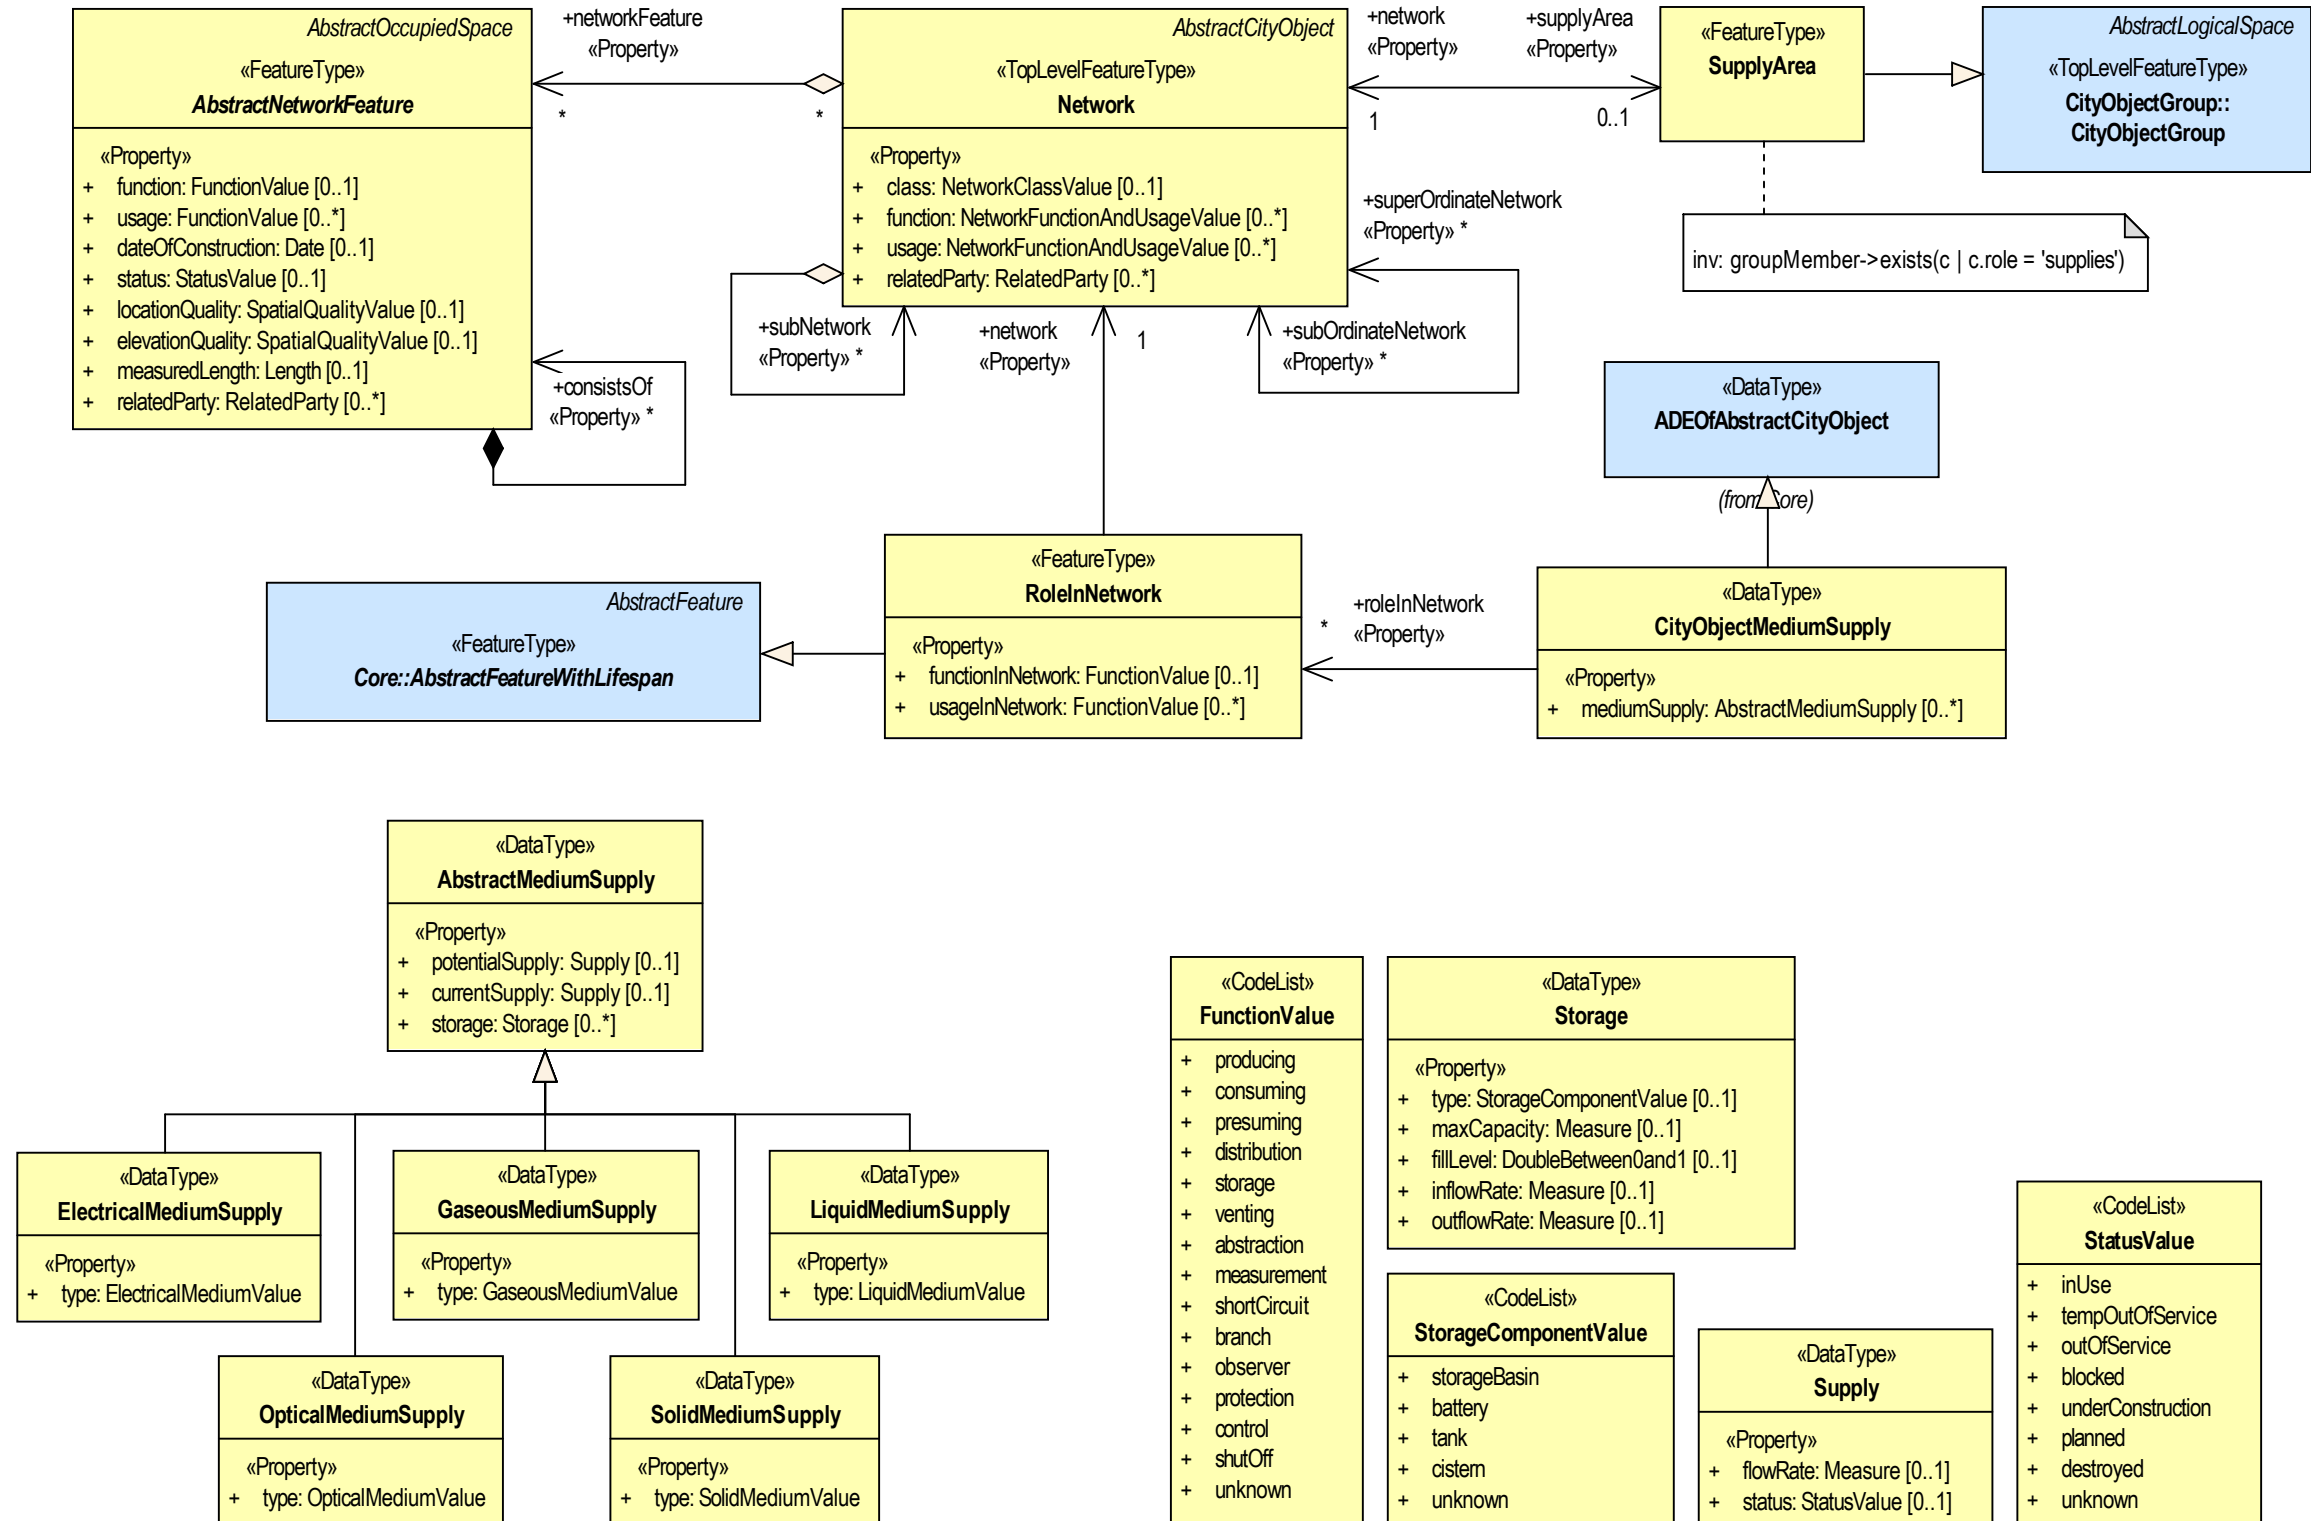 AbstractOccupiedSpace
«FeatureType»
AbstractNetworkFeature
«Property»
+ function: FunctionValue [0..1]
+ usage: FunctionValue [0..*]
+ dateOfConstruction: Date [0..1]
+ status: StatusValue [0..1]
+ locationQuality: SpatialQualityValue [0..1]
+ elevationQuality: SpatialQualityValue [0..1]
+ measuredLength: Length [0..1]
+ relatedParty: RelatedParty [0..*]
+consistsOf
«Property» *
+networkFeature
«Property»
*
*
AbstractCityObject
«TopLevelFeatureType»
Network
«Property»
+ class: NetworkClassValue [0..1]
+ function: NetworkFunctionAndUsageValue [0..*]
+ usage: NetworkFunctionAndUsageValue [0..*]
+ relatedParty: RelatedParty [0..*]
+network
«Property»
1
+supplyArea
«Property»
0..1
«FeatureType»
SupplyArea
AbstractLogicalSpace
«TopLevelFeatureType»
CityObjectGroup::
CityObjectGroup
inv: groupMember->exists(c | c.role = 'supplies')
+superOrdinateNetwork
«Property» *
+subOrdinateNetwork
«Property» *
+subNetwork
«Property» *
+network
«Property»
1
«DataType»
ADEOfAbstractCityObject
(from Core)
AbstractFeature
«FeatureType»
Core::AbstractFeatureWithLifespan
«FeatureType»
RoleInNetwork
«Property»
+ functionInNetwork: FunctionValue [0..1]
+ usageInNetwork: FunctionValue [0..*]
+roleInNetwork
«Property»
*
«DataType»
CityObjectMediumSupply
«Property»
+ mediumSupply: AbstractMediumSupply [0..*]
«DataType»
AbstractMediumSupply
«Property»
+ potentialSupply: Supply [0..1]
+ currentSupply: Supply [0..1]
+ storage: Storage [0..*]
«DataType»
ElectricalMediumSupply
«Property»
+ type: ElectricalMediumValue
«DataType»
GaseousMediumSupply
«Property»
+ type: GaseousMediumValue
«DataType»
LiquidMediumSupply
«Property»
+ type: LiquidMediumValue
«DataType»
OpticalMediumSupply
«Property»
+ type: OpticalMediumValue
«DataType»
SolidMediumSupply
«Property»
+ type: SolidMediumValue
«CodeList»
FunctionValue
+ producing
+ consuming
+ presuming
+ distribution
+ storage
+ venting
+ abstraction
+ measurement
+ shortCircuit
+ branch
+ observer
+ protection
+ control
+ shutOff
+ unknown
«DataType»
Storage
«Property»
+ type: StorageComponentValue [0..1]
+ maxCapacity: Measure [0..1]
+ fillLevel: DoubleBetween0and1 [0..1]
+ inflowRate: Measure [0..1]
+ outflowRate: Measure [0..1]
«CodeList»
StorageComponentValue
+ storageBasin
+ battery
+ tank
+ cistern
+ unknown
«DataType»
Supply
«Property»
+ flowRate: Measure [0..1]
+ status: StatusValue [0..1]
«CodeList»
StatusValue
+ inUse
+ tempOutOfService
+ outOfService
+ blocked
+ underConstruction
+ planned
+ destroyed
+ unknown